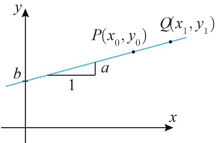 y
P(x₀, y₀)
Q(x₁, y₁)
b
a
1
x